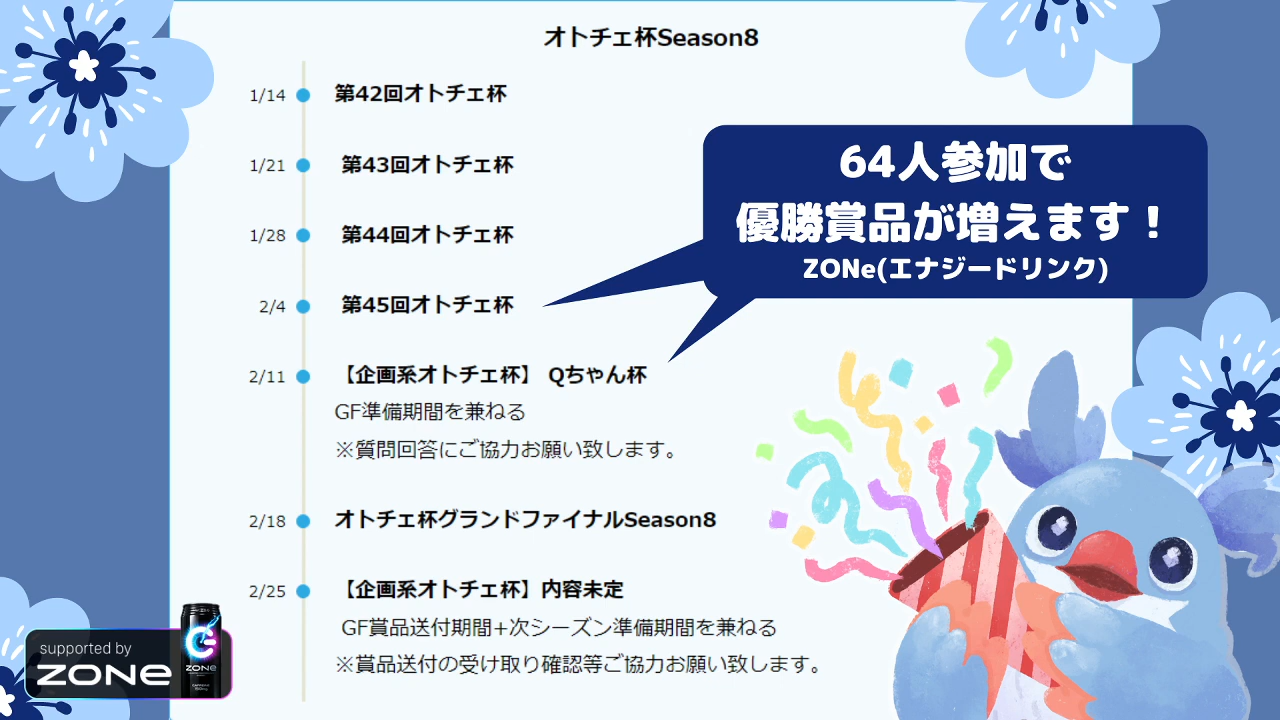 オトチェ杯Season8
1/14 第42回オトチェ杯
1/21 第43回オトチェ杯
1/28 第44回オトチェ杯
2/4 第45回オトチェ杯
64人参加で
優勝賞品が増えます！
ZONe(エナジードリンク)
2/11 【企画系オトチェ杯】 Qちゃん杯
GF準備期間を兼ねる
※質問回答にご協力お願い致します。
2/18 オトチェ杯グランドファイナルSeason8
2/25 【企画系オトチェ杯】内容未定
GF賞品送付期間+次シーズン準備期間を兼ねる
※賞品送付の受け取り確認等ご協力お願い致します。
supported by
ZONe
ZONe